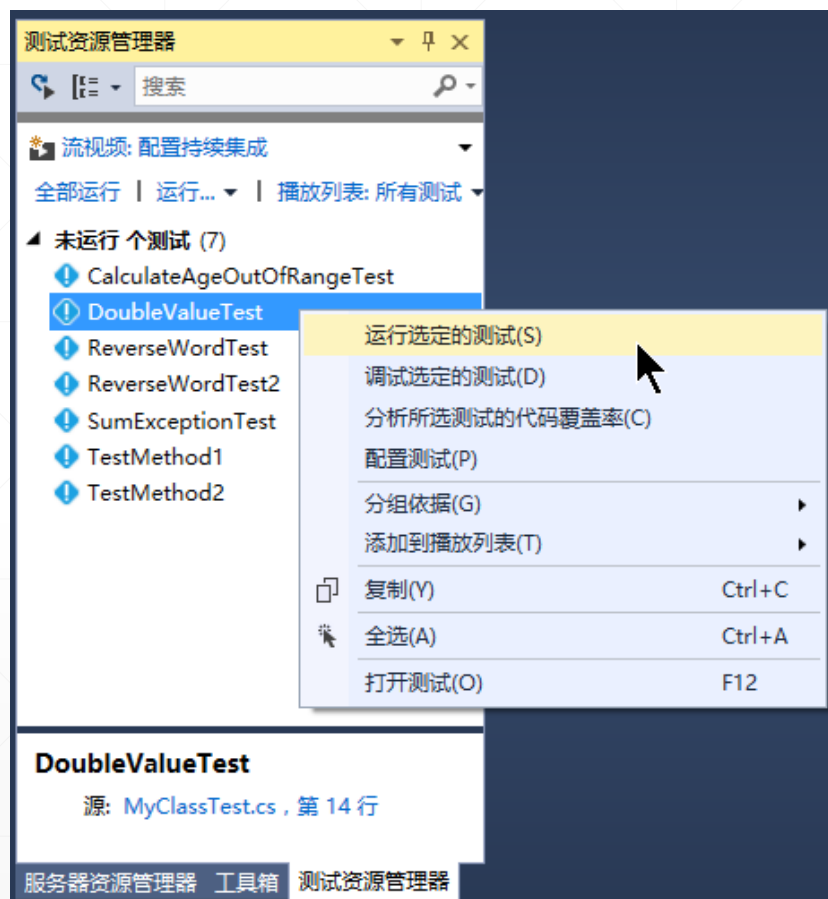 测试资源管理器
搜索
流视频: 配置持续集成
全部运行 | 运行... | 播放列表: 所有测试
未运行 个测试 (7)
CalculateAgeOutOfRangeTest
DoubleValueTest
ReverseWordTest
ReverseWordTest2
SumExceptionTest
TestMethod1
TestMethod2
运行选定的测试(S)
调试选定的测试(D)
分析所选测试的代码覆盖率(C)
配置测试(P)
分组依据(G)
添加到播放列表(T)
复制(Y) Ctrl+C
全选(A) Ctrl+A
打开测试(O) F12
DoubleValueTest
源: MyClassTest.cs，第 14 行
服务器资源管理器 工具箱 测试资源管理器